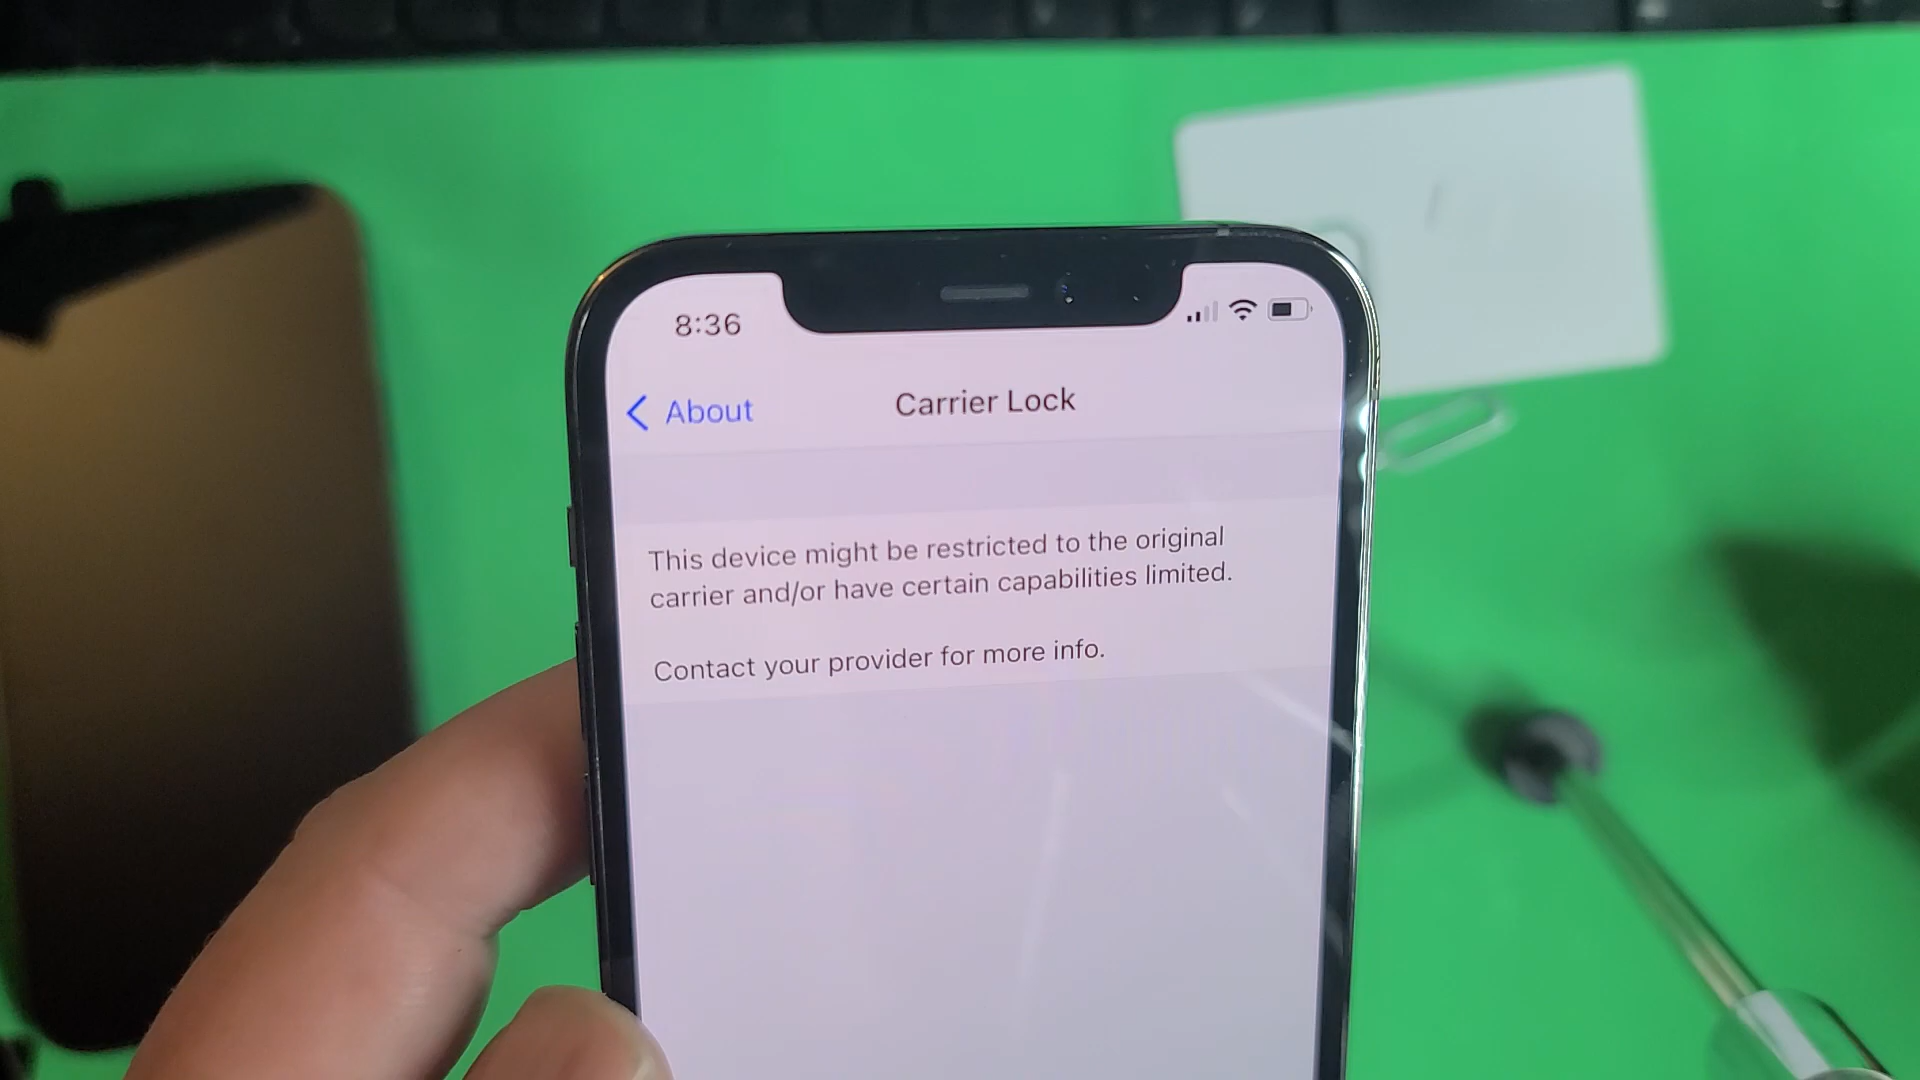 8:36
About
Carrier Lock
This device might be restricted to the original
carrier and/or have certain capabilities limited.
Contact your provider for more info.